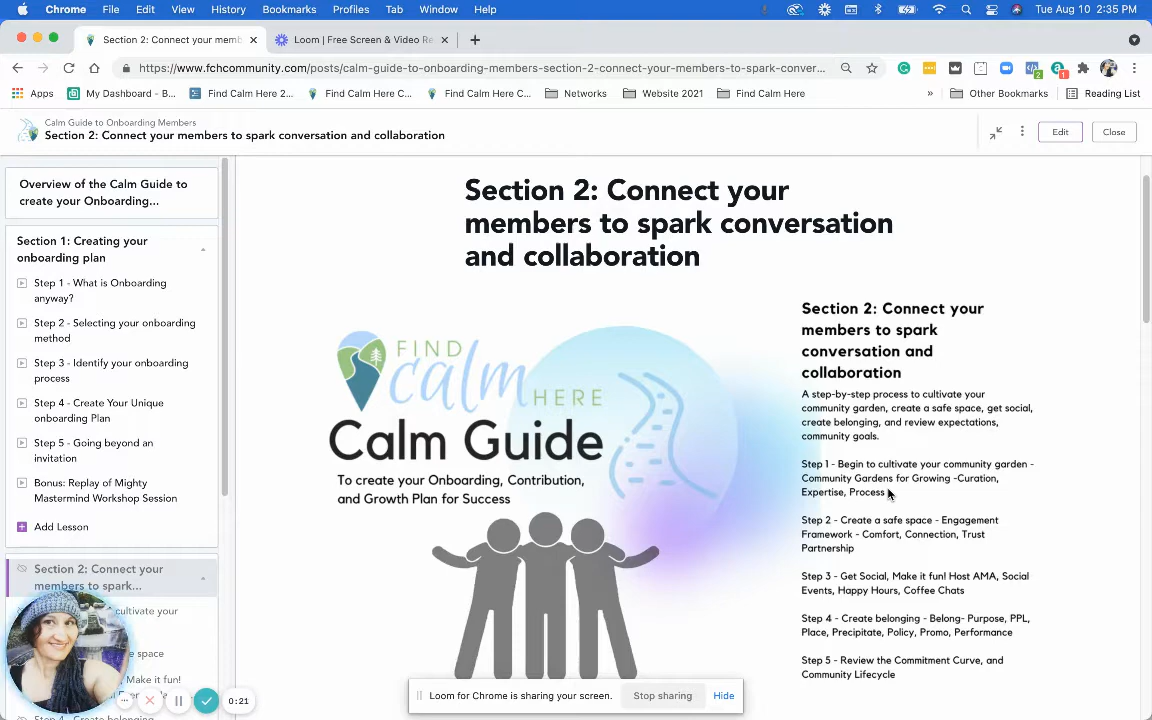 Chrome File Edit View History Bookmarks Profiles Tab Window Help Tue Aug 10 2:35 PM
Section 2: Connect your memb
Loom | Free Screen & Video Re
https://www.fchcommunity.com/posts/calm-guide-to-onboarding-members-section-2-connect-your-members-to-spark-conver...
2
1
Apps My Dashboard - B... Find Calm Here 2... Find Calm Here C... Find Calm Here C... Networks Website 2021 Find Calm Here » Other Bookmarks Reading List
Calm Guide to Onboarding Members
Section 2: Connect your members to spark conversation and collaboration
Edit
Close
Overview of the Calm Guide to
create your Onboarding...
Section 1: Creating your
onboarding plan
Step 1 - What is Onboarding
anyway?
Step 2 - Selecting your onboarding
method
Step 3 - Identify your onboarding
process
Step 4 - Create Your Unique
onboarding Plan
Step 5 - Going beyond an
invitation
Bonus: Replay of Mighty
Mastermind Workshop Session
Add Lesson
Section 2: Connect your
members to spark...
cultivate your
e space
Make it fun!
Step 4 - Create belonging
0:21
Section 2: Connect your
members to spark conversation
and collaboration
FIND
calm
HERE
Calm Guide
To create your Onboarding, Contribution,
and Growth Plan for Success
Section 2: Connect your
members to spark
conversation and
collaboration
A step-by-step process to cultivate your
community garden, create a safe space, get social,
create belonging, and review expectations,
community goals.
Step 1 - Begin to cultivate your community garden -
Community Gardens for Growing -Curation,
Expertise, Process
Step 2 - Create a safe space - Engagement
Framework - Comfort, Connection, Trust
Partnership
Step 3 - Get Social, Make it fun! Host AMA, Social
Events, Happy Hours, Coffee Chats
Step 4 - Create belonging - Belong- Purpose, PPL,
Place, Precipitate, Policy, Promo, Performance
Step 5 - Review the Commitment Curve, and
Community Lifecycle
Loom for Chrome is sharing your screen.
Stop sharing
Hide